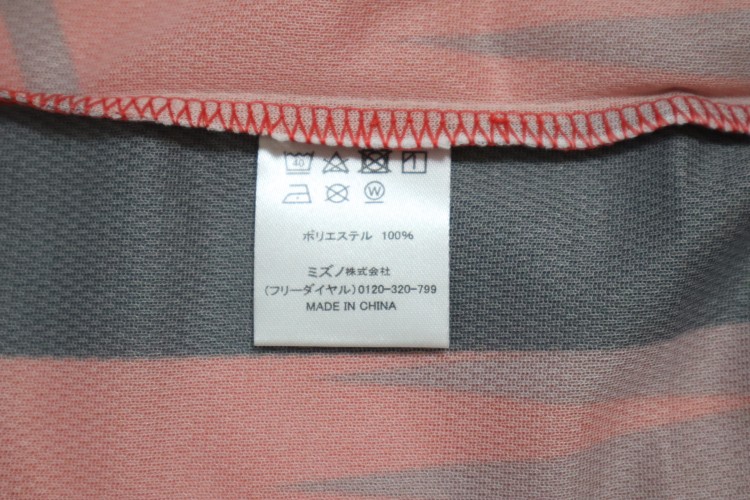 40
ポリエステル 100%
ミズノ株式会社
(フリーダイヤル)0120-320-799
MADE IN CHINA